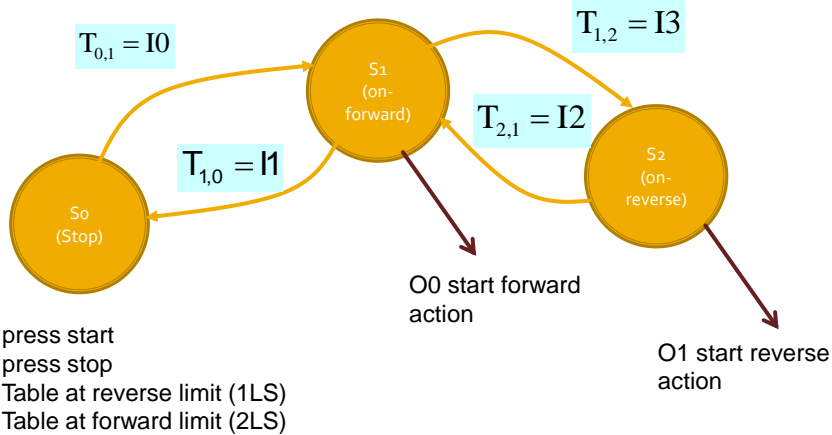 T0,1 = I0
T1,2 = I3
S1
(on-
forward)
T2,1 = I2
T1,0 = I1
S2
(on-
reverse)
S0
(Stop)
O0 start forward
action
O1 start reverse
action
press start
press stop
Table at reverse limit (1LS)
Table at forward limit (2LS)